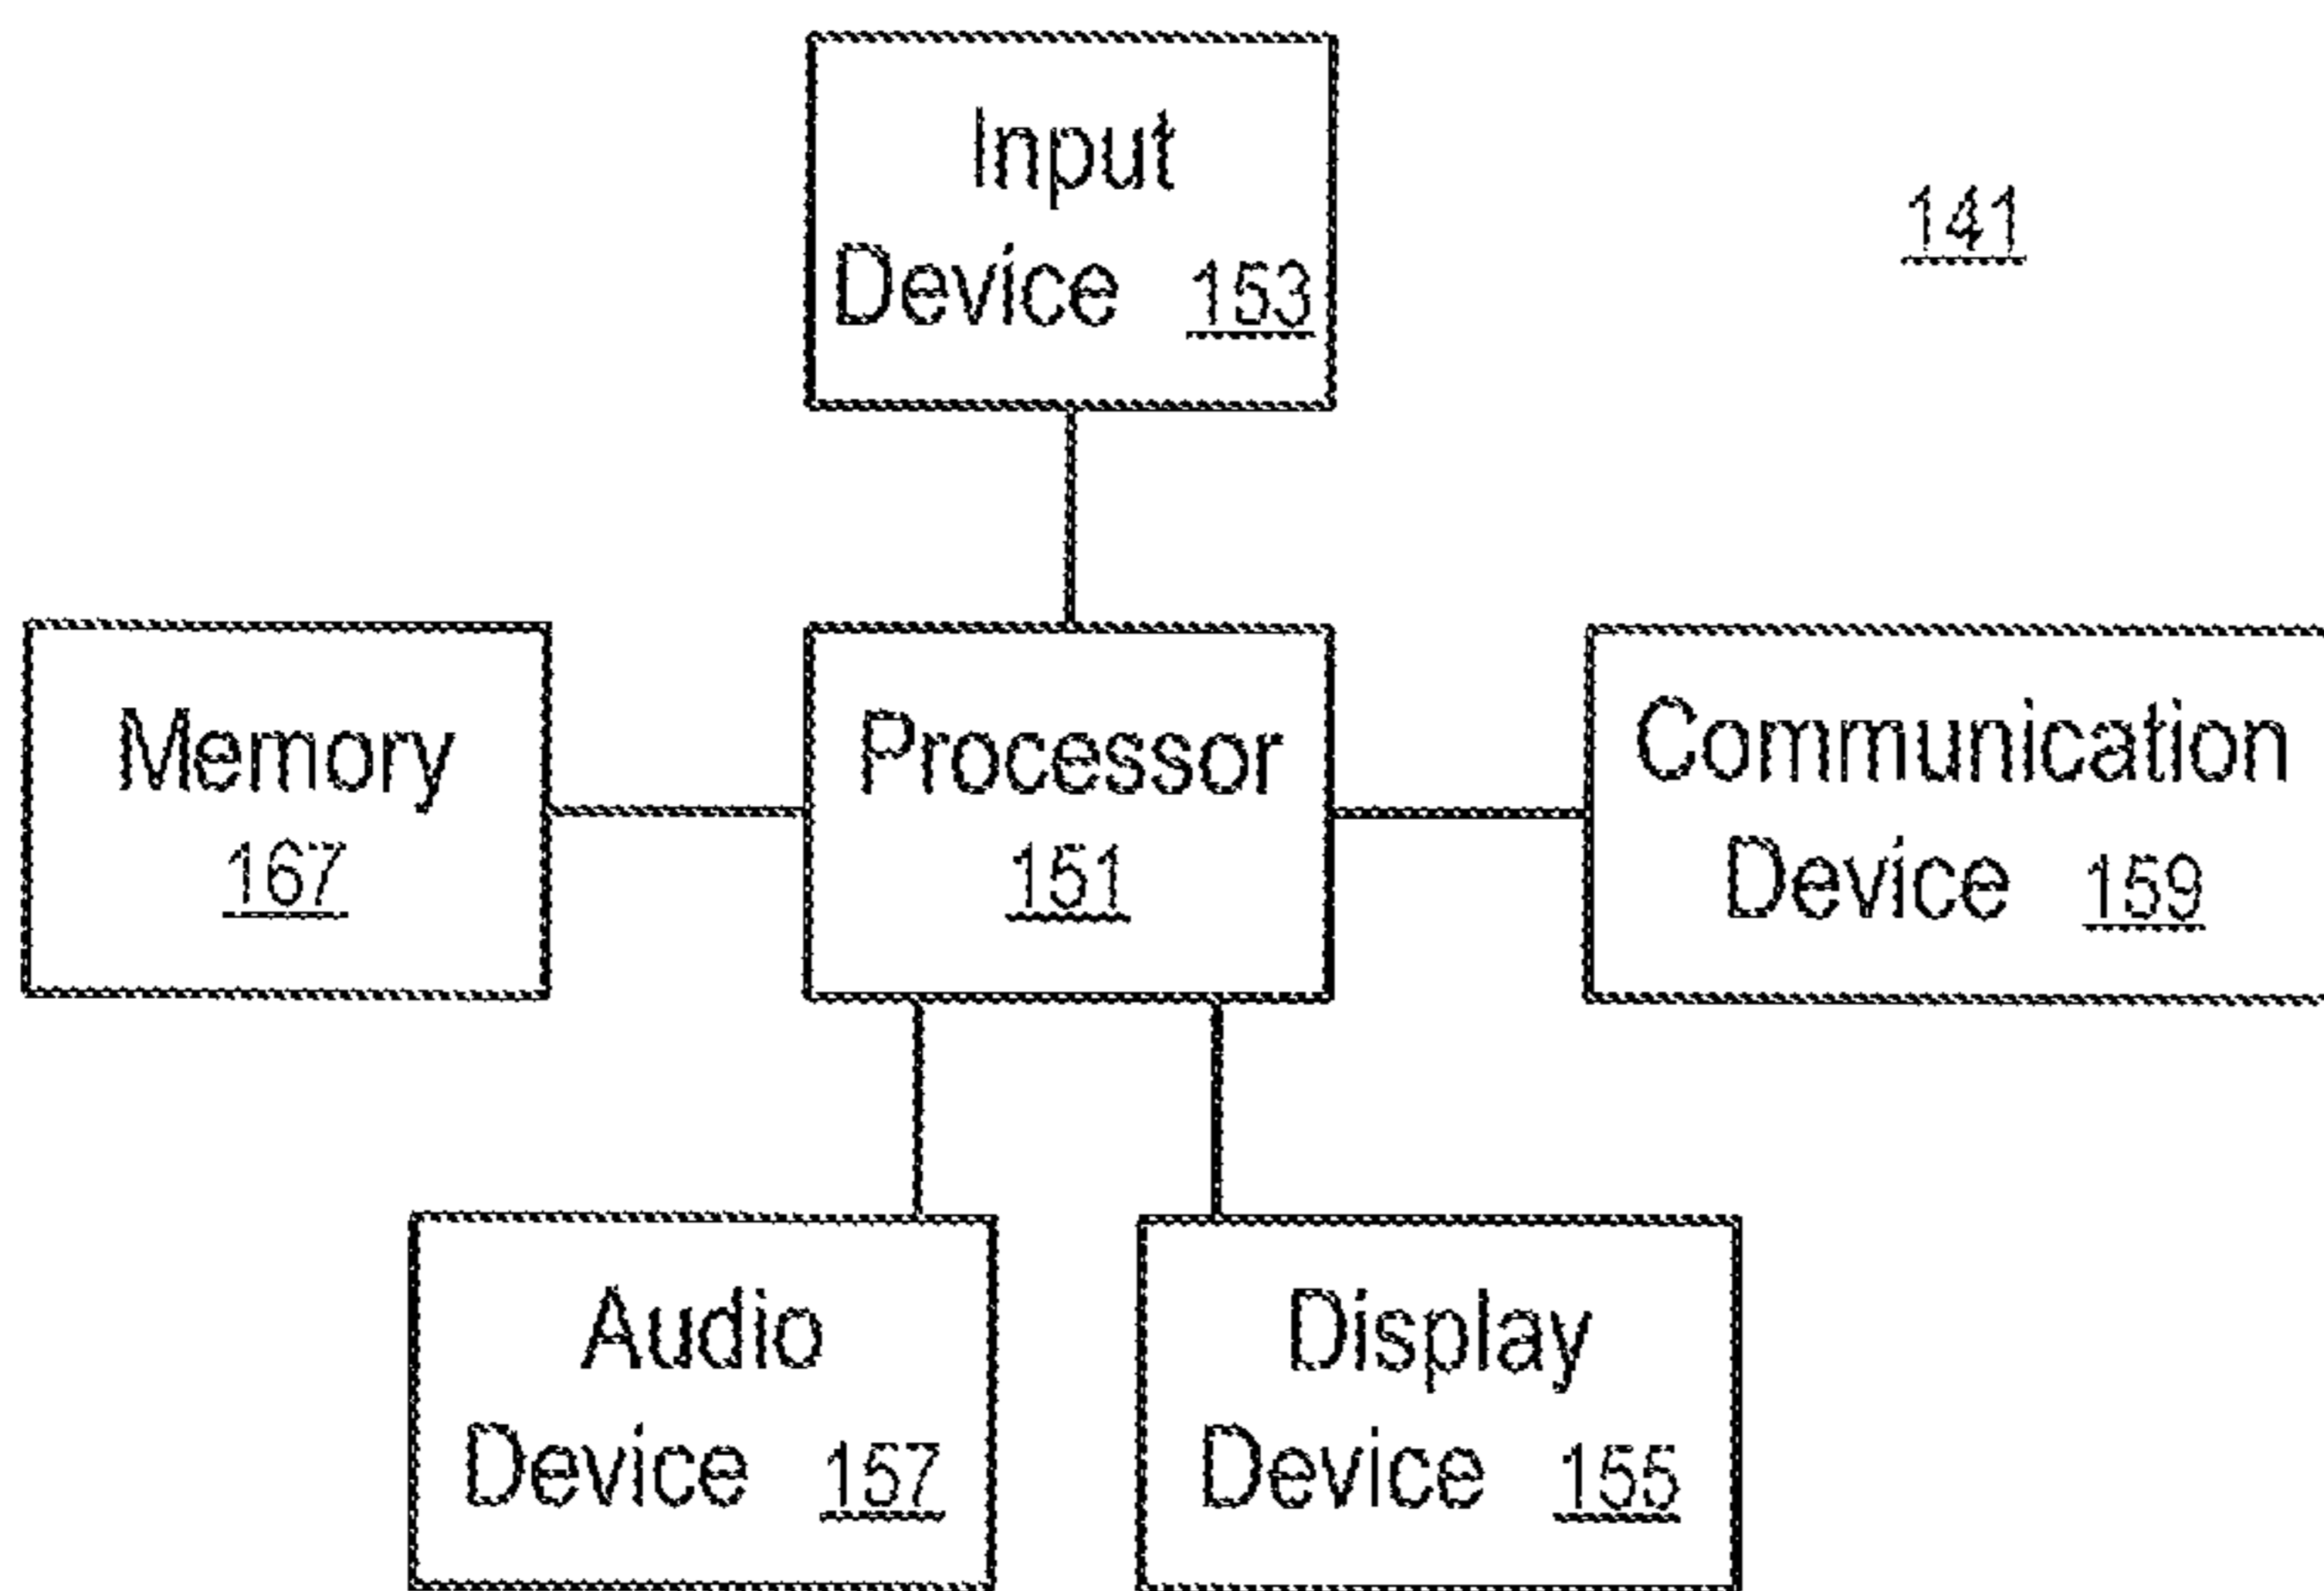 Input
Device 153
141
Memory
167
Processor
151
Communication
Device 159
Audio
Device 157
Display
Device 155